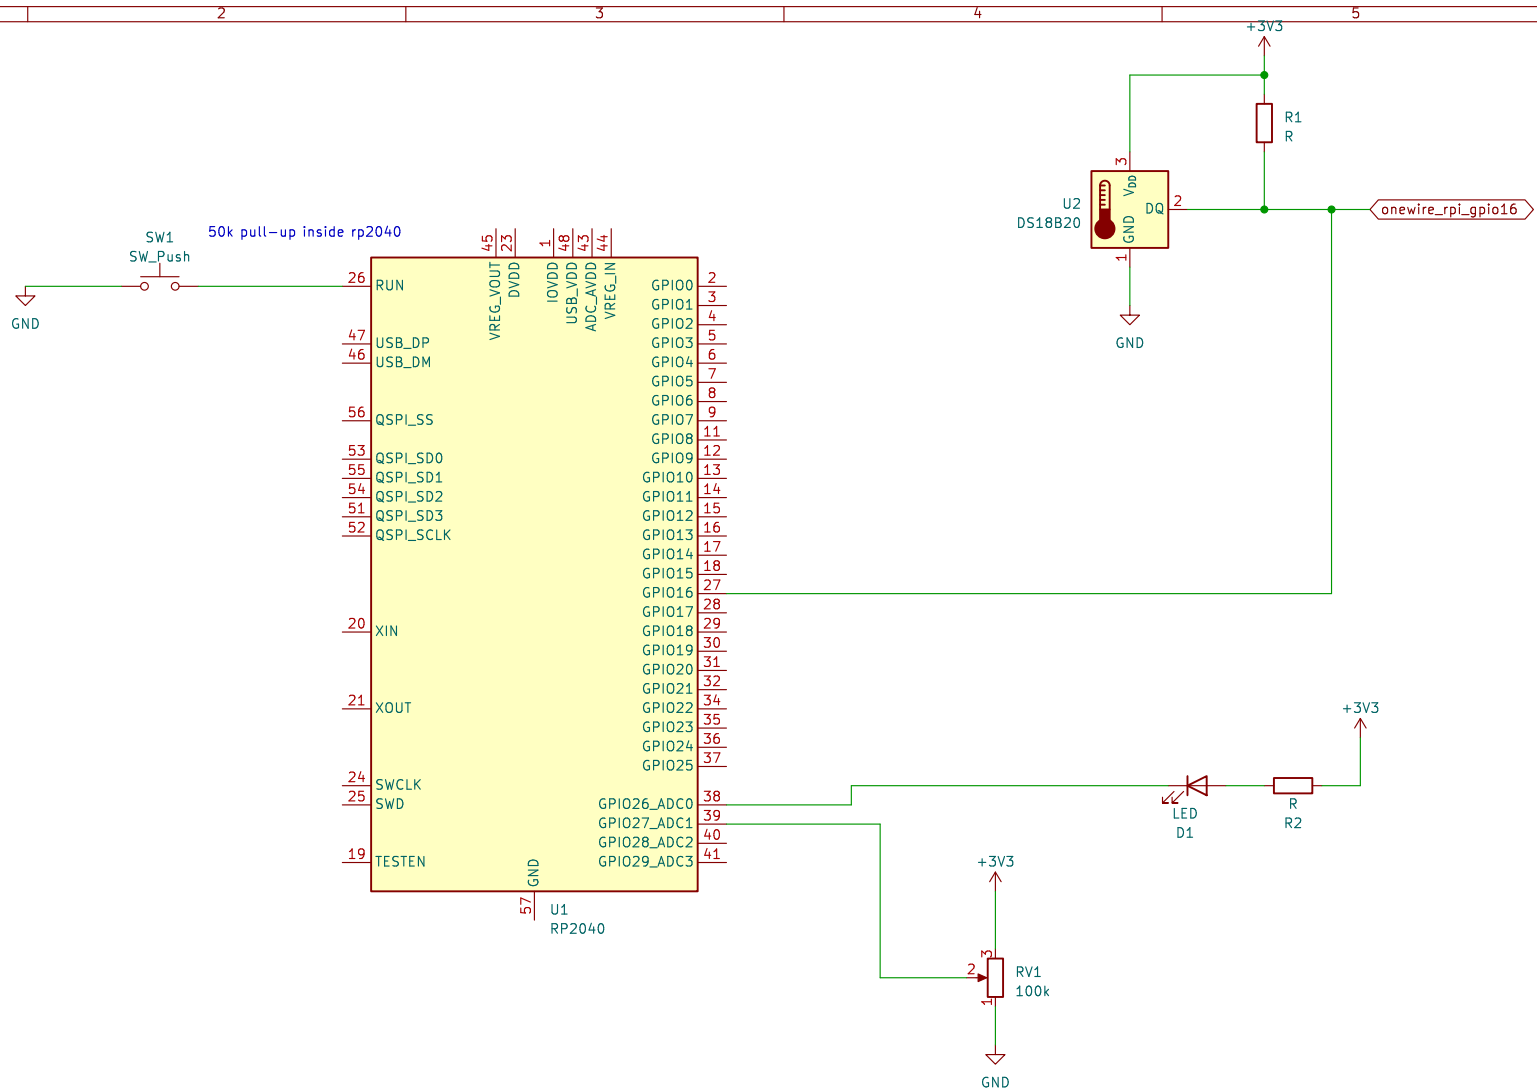 2 3 4 5
+3V3
R1
R
3
VDD
U2
DS18B20
DQ
2
onewire_rpi_gpio16
GND
1
GND
SW1
SW_Push
GND
50k pull-up inside rp2040
45 VREG_VOUT
23 DVDD
1 IOVDD
48 USB_VDD
43 ADC_AVDD
44 VREG_IN
26 RUN
47 USB_DP
46 USB_DM
56 QSPI_SS
53 QSPI_SD0
55 QSPI_SD1
54 QSPI_SD2
51 QSPI_SD3
52 QSPI_SCLK
20 XIN
21 XOUT
24 SWCLK
25 SWD
19 TESTEN
GPIO0 2
GPIO1 3
GPIO2 4
GPIO3 5
GPIO4 6
GPIO5 7
GPIO6 8
GPIO7 9
GPIO8 11
GPIO9 12
GPIO10 13
GPIO11 14
GPIO12 15
GPIO13 16
GPIO14 17
GPIO15 18
GPIO16 27
GPIO17 28
GPIO18 29
GPIO19 30
GPIO20 31
GPIO21 32
GPIO22 34
GPIO23 35
GPIO24 36
GPIO25 37
GPIO26_ADC0 38
GPIO27_ADC1 39
GPIO28_ADC2 40
GPIO29_ADC3 41
GND
57
U1
RP2040
+3V3
LED
D1
R
R2
+3V3
3
2
1
RV1
100k
GND